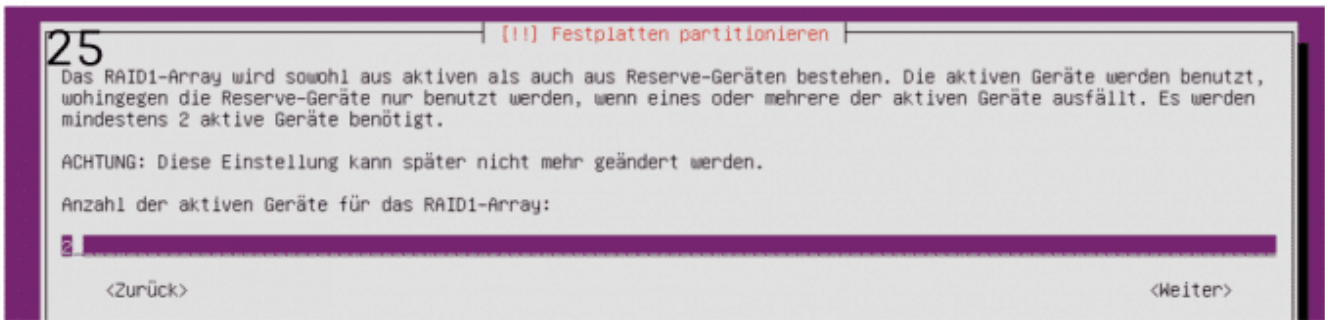 [!!] Festplatten partitionieren
25
Das RAID1-Array wird sowohl aus aktiven als auch aus Reserve-Geräten bestehen. Die aktiven Geräte werden benutzt,
wohingegen die Reserve-Geräte nur benutzt werden, wenn eines oder mehrere der aktiven Geräte ausfällt. Es werden
mindestens 2 aktive Geräte benötigt.
ACHTUNG: Diese Einstellung kann später nicht mehr geändert werden.
Anzahl der aktiven Geräte für das RAID1-Array:
2
<Zurück> <Weiter>